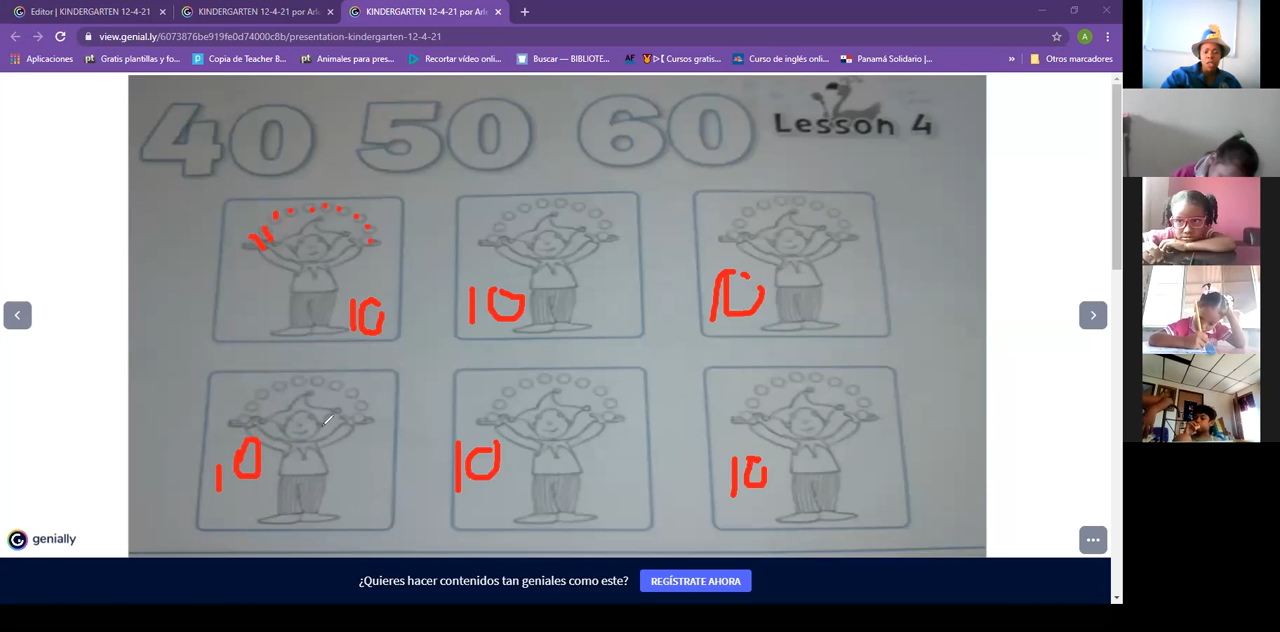 Editor | KINDERGARTEN 12-4-21
KINDERGARTEN 12-4-21 por Arle
KINDERGARTEN 12-4-21 por Arle
view.genial.ly/6073876be919fe0d74000c8b/presentation-kindergarten-12-4-21
A
Aplicaciones
Gratis plantillas y fo...
Copia de Teacher B...
Animales para pres...
Recortar vídeo onli...
Buscar — BIBLIOTE...
Cursos gratis...
Curso de inglés onli...
Panamá Solidario |...
»
Otros marcadores
40 50 60 Lesson 4
10 10 10
10 10 10
genially
¿Quieres hacer contenidos tan geniales como este? REGÍSTRATE AHORA